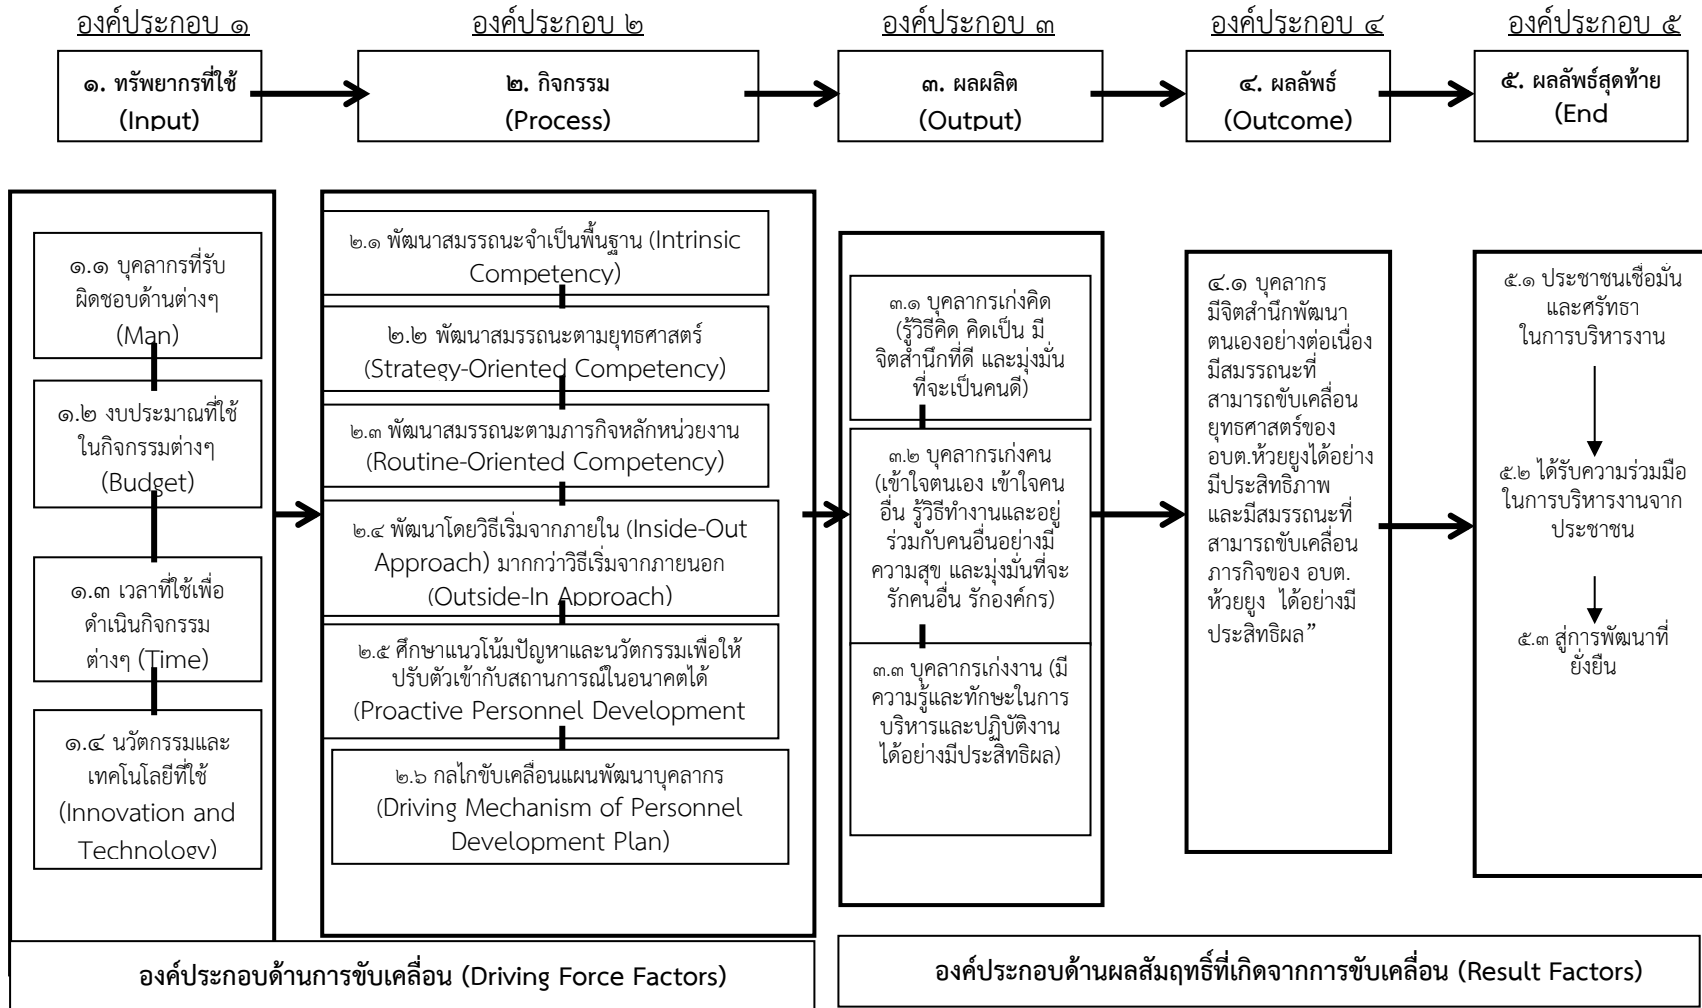 องค์ประกอบ ๑
องค์ประกอบ ๒
องค์ประกอบ ๓
องค์ประกอบ ๔
องค์ประกอบ ๕
๑. ทรัพยากรที่ใช้
(Input)
๒. กิจกรรม
(Process)
๓. ผลผลิต
(Output)
๔. ผลลัพธ์
(Outcome)
๕. ผลลัพธ์สุดท้าย
(End
๑.๑ บุคลากรที่รับ
ผิดชอบด้านต่างๆ
(Man)
๑.๒ งบประมาณที่ใช้
ในกิจกรรมต่างๆ
(Budget)
๑.๓ เวลาที่ใช้เพื่อ
ดำเนินกิจกรรม
ต่างๆ (Time)
๑.๔ นวัตกรรมและ
เทคโนโลยีที่ใช้
(Innovation and
Technology)
๒.๑ พัฒนาสมรรถนะจำเป็นพื้นฐาน (Intrinsic
Competency)
๒.๒ พัฒนาสมรรถนะตามยุทธศาสตร์
(Strategy-Oriented Competency)
๒.๓ พัฒนาสมรรถนะตามภารกิจหลักหน่วยงาน
(Routine-Oriented Competency)
๒.๔ พัฒนาโดยวิธีเริ่มจากภายใน (Inside-Out
Approach) มากกว่าวิธีเริ่มจากภายนอก
(Outside-In Approach)
๒.๕ ศึกษาแนวโน้มปัญหาและนวัตกรรมเพื่อให้
ปรับตัวเข้ากับสถานการณ์ในอนาคตได้
(Proactive Personnel Development
๒.๖ กลไกขับเคลื่อนแผนพัฒนาบุคลากร
(Driving Mechanism of Personnel
Development Plan)
๓.๑ บุคลากรเก่งคิด
(รู้วิธีคิด คิดเป็น มี
จิตสำนึกที่ดี และมุ่งมั่น
ที่จะเป็นคนดี)
๓.๒ บุคลากรเก่งคน
(เข้าใจตนเอง เข้าใจคน
อื่น รู้วิธีทำงานและอยู่
ร่วมกับคนอื่นอย่างมี
ความสุข และมุ่งมั่นที่จะ
รักคนอื่น รักองค์กร)
๓.๓ บุคลากรเก่งงาน (มี
ความรู้และทักษะในการ
บริหารและปฏิบัติงาน
ได้อย่างมีประสิทธิผล)
๔.๑ บุคลากร
มีจิตสำนึกพัฒนา
ตนเองอย่างต่อเนื่อง
มีสมรรถนะที่
สามารถขับเคลื่อน
ยุทธศาสตร์ของ
อบต.ห้วยยูงได้อย่าง
มีประสิทธิภาพ
และมีสมรรถนะที่
สามารถขับเคลื่อน
ภารกิจของ อบต.
ห้วยยูง ได้อย่างมี
ประสิทธิผล”
๕.๑ ประชาชนเชื่อมั่น
และศรัทธา
ในการบริหารงาน
๕.๒ ได้รับความร่วมมือ
ในการบริหารงานจาก
ประชาชน
๕.๓ สู่การพัฒนาที่
ยั่งยืน
องค์ประกอบด้านการขับเคลื่อน (Driving Force Factors)
องค์ประกอบด้านผลสัมฤทธิ์ที่เกิดจากการขับเคลื่อน (Result Factors)